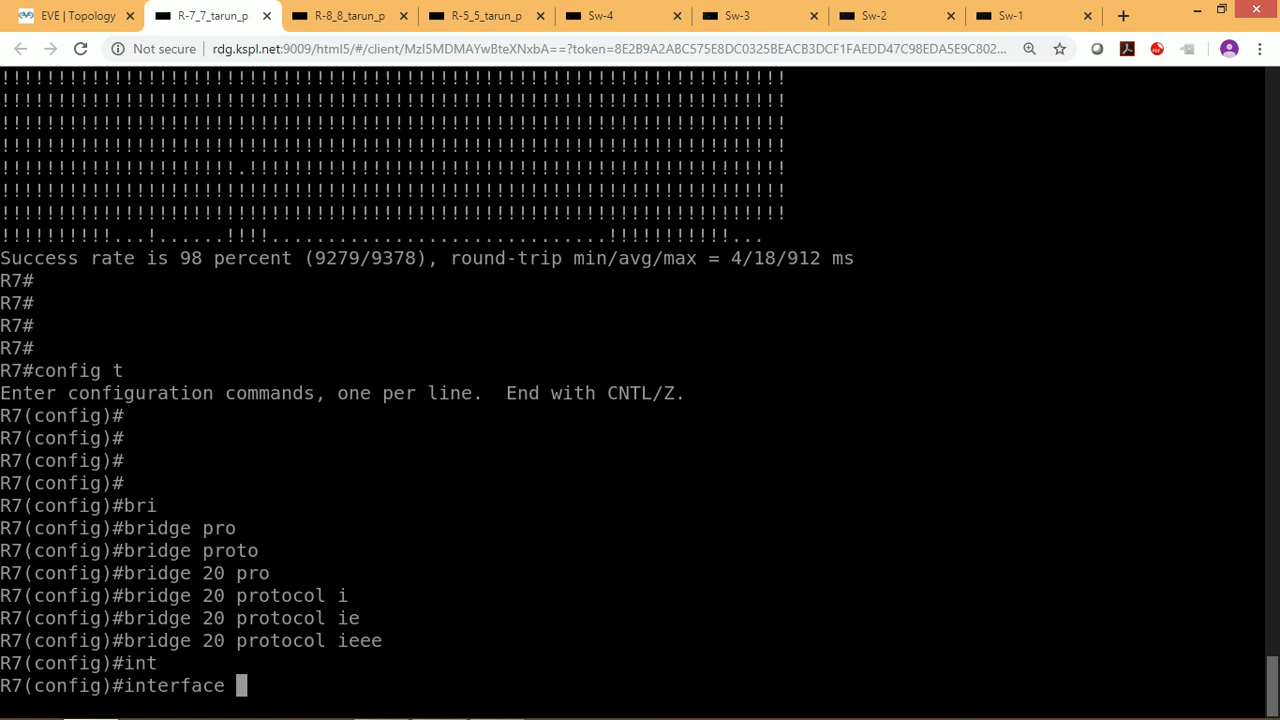 EVE | Topology
R-7_7_tarun_p
R-8_8_tarun_p
R-5_5_tarun_p
Sw-4
Sw-3
Sw-2
Sw-1
Not secure
rdg.kspl.net:9009/html5/#/client/MzI5MDMAYwBteXNxbA==?token=8E2B9A2ABC575E8DC0325BEACB3DCF1FAEDD47C98EDA5E9C802...
!!!!!!!!!!!!!!!!!!!!!!!!!!!!!!!!!!!!!!!!!!!!!!!!!!!!!!!!!!!!!!!!!!!!!!
!!!!!!!!!!!!!!!!!!!!!!!!!!!!!!!!!!!!!!!!!!!!!!!!!!!!!!!!!!!!!!!!!!!!!!
!!!!!!!!!!!!!!!!!!!!!!!!!!!!!!!!!!!!!!!!!!!!!!!!!!!!!!!!!!!!!!!!!!!!!!
!!!!!!!!!!!!!!!!!!!!!!!!!!!!!!!!!!!!!!!!!!!!!!!!!!!!!!!!!!!!!!!!!!!!!!
!!!!!!!!!!!!!!!!!!!!!.!!!!!!!!!!!!!!!!!!!!!!!!!!!!!!!!!!!!!!!!!!!!!!!!
!!!!!!!!!!!!!!!!!!!!!!!!!!!!!!!!!!!!!!!!!!!!!!!!!!!!!!!!!!!!!!!!!!!!!!
!!!!!!!!!!!!!!!!!!!!!!!!!!!!!!!!!!!!!!!!!!!!!!!!!!!!!!!!!!!!!!!!!!!!!!
!!!!!!!!!!...!......!!!!..............................!!!!!!!!!!!...
Success rate is 98 percent (9279/9378), round-trip min/avg/max = 4/18/912 ms
R7#
R7#
R7#
R7#
R7#config t
Enter configuration commands, one per line.  End with CNTL/Z.
R7(config)#
R7(config)#
R7(config)#
R7(config)#
R7(config)#bri
R7(config)#bridge pro
R7(config)#bridge proto
R7(config)#bridge 20 pro
R7(config)#bridge 20 protocol i
R7(config)#bridge 20 protocol ie
R7(config)#bridge 20 protocol ieee
R7(config)#int
R7(config)#interface